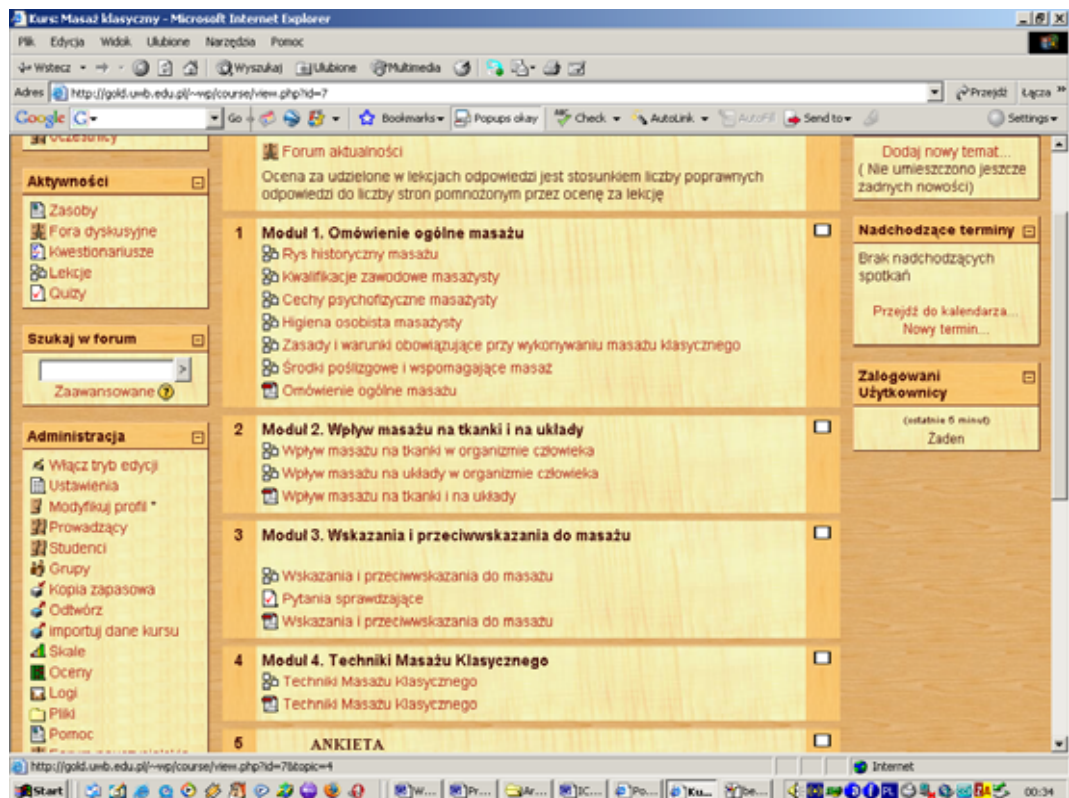 Kurs: Masaż klasyczny - Microsoft Internet Explorer
Plik Edycja Widok Ulubione Narzędzia Pomoc
Wstecz Wyszukaj Ulubione Multimedia
Adres http://gold.uwb.edu.pl/~wp/course/view.php?id=7 Przejdź Łącza »
Google G Go Bookmarks Popups okay Check AutoLink AutoFill Send to Settings
Uczestnicy
Aktywności
Zasoby
Fora dyskusyjne
Kwestionariusze
Lekcje
Quizy
Szukaj w forum
>
Zaawansowane ?
Administracja
Włącz tryb edycji
Ustawienia
Modyfikuj profil *
Prowadzący
Studenci
Grupy
Kopia zapasowa
Odtwórz
importuj dane kursu
Skale
Oceny
Logi
Pliki
Pomoc
Forum aktualności
Ocena za udzielone w lekcjach odpowiedzi jest stosunkiem liczby poprawnych
odpowiedzi do liczby stron pomnożonym przez ocenę za lekcję
1 Moduł 1. Omówienie ogólne masażu
Rys historyczny masażu
Kwalifikacje zawodowe masażysty
Cechy psychofizyczne masażysty
Higiena osobista masażysty
Zasady i warunki obowiązujące przy wykonywaniu masażu klasycznego
Środki poślizgowe i wspomagające masaż
Omówienie ogólne masażu
2 Moduł 2. Wpływ masażu na tkanki i na układy
Wpływ masażu na tkanki w organizmie człowieka
Wpływ masażu na układy w organizmie człowieka
Wpływ masażu na tkanki i na układy
3 Moduł 3. Wskazania i przeciwwskazania do masażu
Wskazania i przeciwwskazania do masażu
Pytania sprawdzające
Wskazania i przeciwwskazania do masażu
4 Moduł 4. Techniki Masażu Klasycznego
Techniki Masażu Klasycznego
Techniki Masażu Klasycznego
5 ANKIETA
Dodaj nowy temat...
( Nie umieszczono jeszcze
żadnych nowości)
Nadchodzące terminy
Brak nadchodzących
spotkań
Przejdź do kalendarza...
Nowy termin...
Zalogowani
Użytkownicy
(ostatnie 5 minut)
Żaden
http://gold.uwb.edu.pl/~wp/course/view.php?id=7&topic=4 Internet
Start W... Pr... Ar... IC... Po... Ku... be... PL 00:34